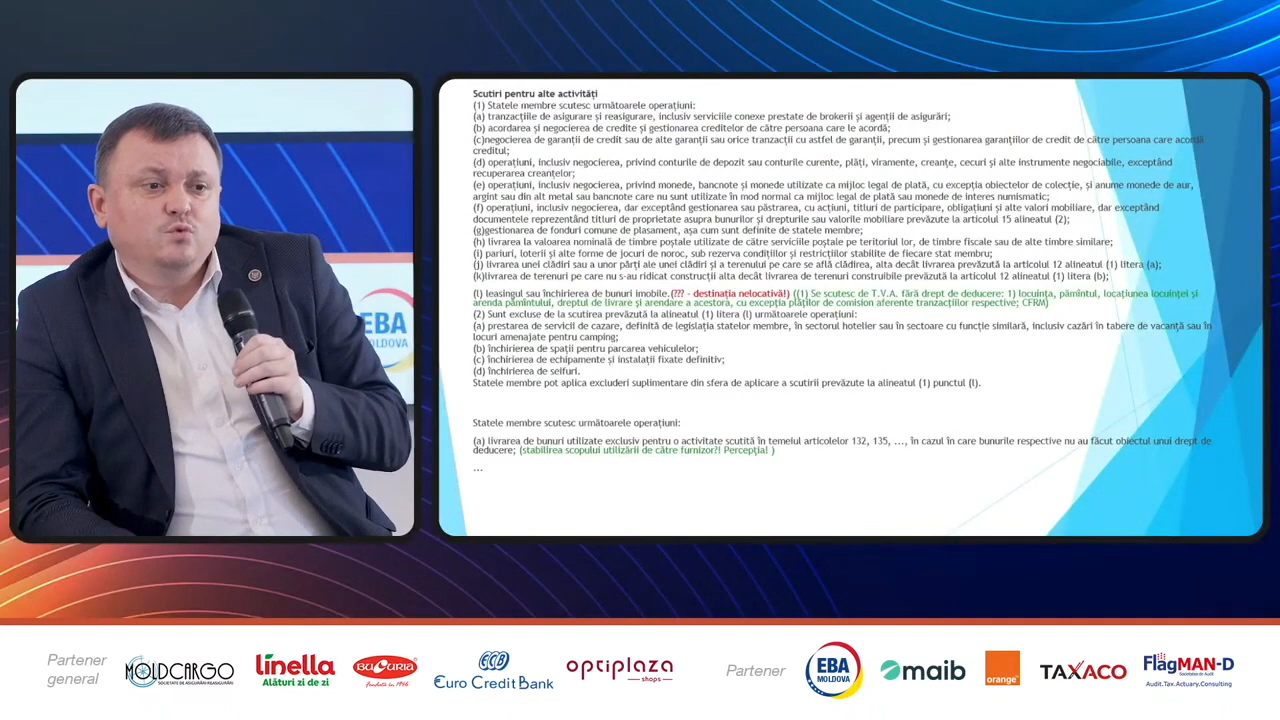 Scutiri pentru alte activități
(1) Statele membre scutesc următoarele operațiuni:
(a) tranzacțiile de asigurare și reasigurare, inclusiv serviciile conexe prestate de brokerii și agenții de asigurări;
(b) acordarea și negocierea de credite și gestionarea creditelor de către persoana care le acordă;
(c)negocierea de garanții de credit sau de alte garanții sau orice tranzacții cu astfel de garanții, precum și gestionarea garanțiilor de credit de către persoana care acordă
creditul;
(d) operațiuni, inclusiv negocierea, privind conturile de depozit sau conturile curente, plăți, viramente, creanțe, cecuri și alte instrumente negociabile, exceptând
recuperarea creanțelor;
(e) operațiuni, inclusiv negocierea, privind monede, bancnote și monede utilizate ca mijloc legal de plată, cu excepția obiectelor de colecție, și anume monede de aur,
argint sau din alt metal sau bancnote care nu sunt utilizate în mod normal ca mijloc legal de plată sau monede de interes numismatic;
(f) operațiuni, inclusiv negocierea, dar exceptând gestionarea sau păstrarea, cu acțiuni, titluri de participare, obligațiuni și alte valori mobiliare, dar exceptând
documentele reprezentând titluri de proprietate asupra bunurilor și drepturile sau valorile mobiliare prevăzute la articolul 15 alineatul (2);
(g)gestionarea de fonduri comune de plasament, așa cum sunt definite de statele membre;
(h) livrarea la valoarea nominală de timbre poștale utilizate de către serviciile poștale pe teritoriul lor, de timbre fiscale sau de alte timbre similare;
(i) pariuri, loterii și alte forme de jocuri de noroc, sub rezerva condițiilor și restricțiilor stabilite de fiecare stat membru;
(j) livrarea unei clădiri sau a unor părți ale unei clădiri și a terenului pe care se află clădirea, alta decât livrarea prevăzută la articolul 12 alineatul (1) litera (a);
(k)livrarea de terenuri pe care nu s-au ridicat construcții alta decât livrarea de terenuri construibile prevăzută la articolul 12 alineatul (1) litera (b);
(l) leasingul sau închirierea de bunuri imobile.(??? - destinația nelocativă!) ((1) Se scutesc de T.V.A. fără drept de deducere: 1) locuința, pămîntul, locațiunea locuinței și
arenda pămîntului, dreptul de livrare și arendare a acestora, cu excepția plăților de comision aferente tranzacțiilor respective; CFRM)
(2) Sunt excluse de la scutirea prevăzută la alineatul (1) litera (l) următoarele operațiuni:
(a) prestarea de servicii de cazare, definită de legislația statelor membre, în sectorul hotelier sau în sectoare cu funcție similară, inclusiv cazări în tabere de vacanță sau în
locuri amenajate pentru camping;
(b) închirierea de spații pentru parcarea vehiculelor;
(c) închirierea de echipamente și instalații fixate definitiv;
(d) închirierea de seifuri.
Statele membre pot aplica excluderi suplimentare din sfera de aplicare a scutirii prevăzute la alineatul (1) punctul (l).
Statele membre scutesc următoarele operațiuni:
(a) livrarea de bunuri utilizate exclusiv pentru o activitate scutită în temeiul articolelor 132, 135, ..., în cazul în care bunurile respective nu au făcut obiectul unui drept de
deducere; (stabilirea scopului utilizării de către furnizor?! Percepția! )
...
EBA
MOLDOVA
Partener
general
MOLDCARGO
SOCIETATE DE ASIGURĂRI-REASIGURĂRI
linella
Alături zi de zi
BUCURIA
fondată în 1946
ECB
Euro Credit Bank
optiplaza
shops
Partener
EBA
MOLDOVA
maib
orange
TAXACO
FlagMAN-D
Societatea de Audit
Audit.Tax.Actuary.Consulting